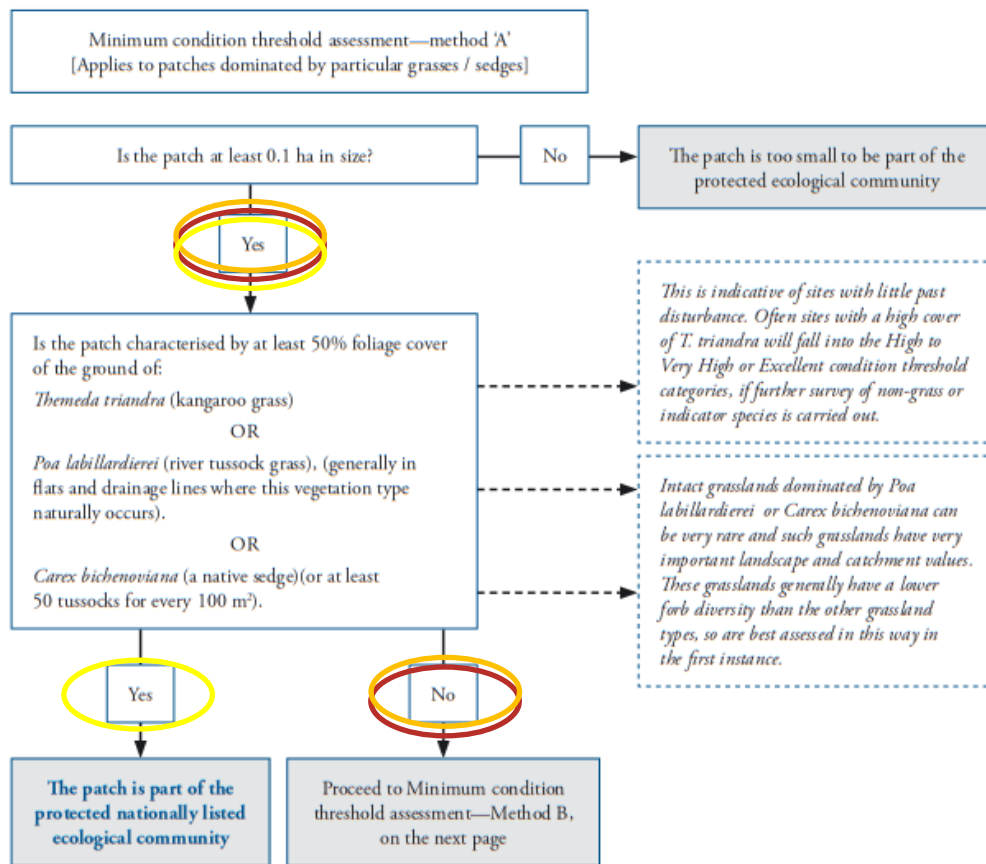 Minimum condition threshold assessment—method ‘A’
[Applies to patches dominated by particular grasses / sedges]
Is the patch at least 0.1 ha in size?
No
The patch is too small to be part of the
protected ecological community
Yes
Is the patch characterised by at least 50% foliage cover
of the ground of:
Themeda triandra (kangaroo grass)
OR
Poa labillardierei (river tussock grass), (generally in
flats and drainage lines where this vegetation type
naturally occurs).
OR
Carex bichenoviana (a native sedge)(or at least
50 tussocks for every 100 m²).
This is indicative of sites with little past
disturbance. Often sites with a high cover
of T. triandra will fall into the High to
Very High or Excellent condition threshold
categories, if further survey of non-grass or
indicator species is carried out.
Intact grasslands dominated by Poa
labillardierei or Carex bichenoviana can
be very rare and such grasslands have very
important landscape and catchment values.
These grasslands generally have a lower
forb diversity than the other grassland
types, so are best assessed in this way in
the first instance.
Yes
No
The patch is part of the
protected nationally listed
ecological community
Proceed to Minimum condition
threshold assessment—Method B,
on the next page